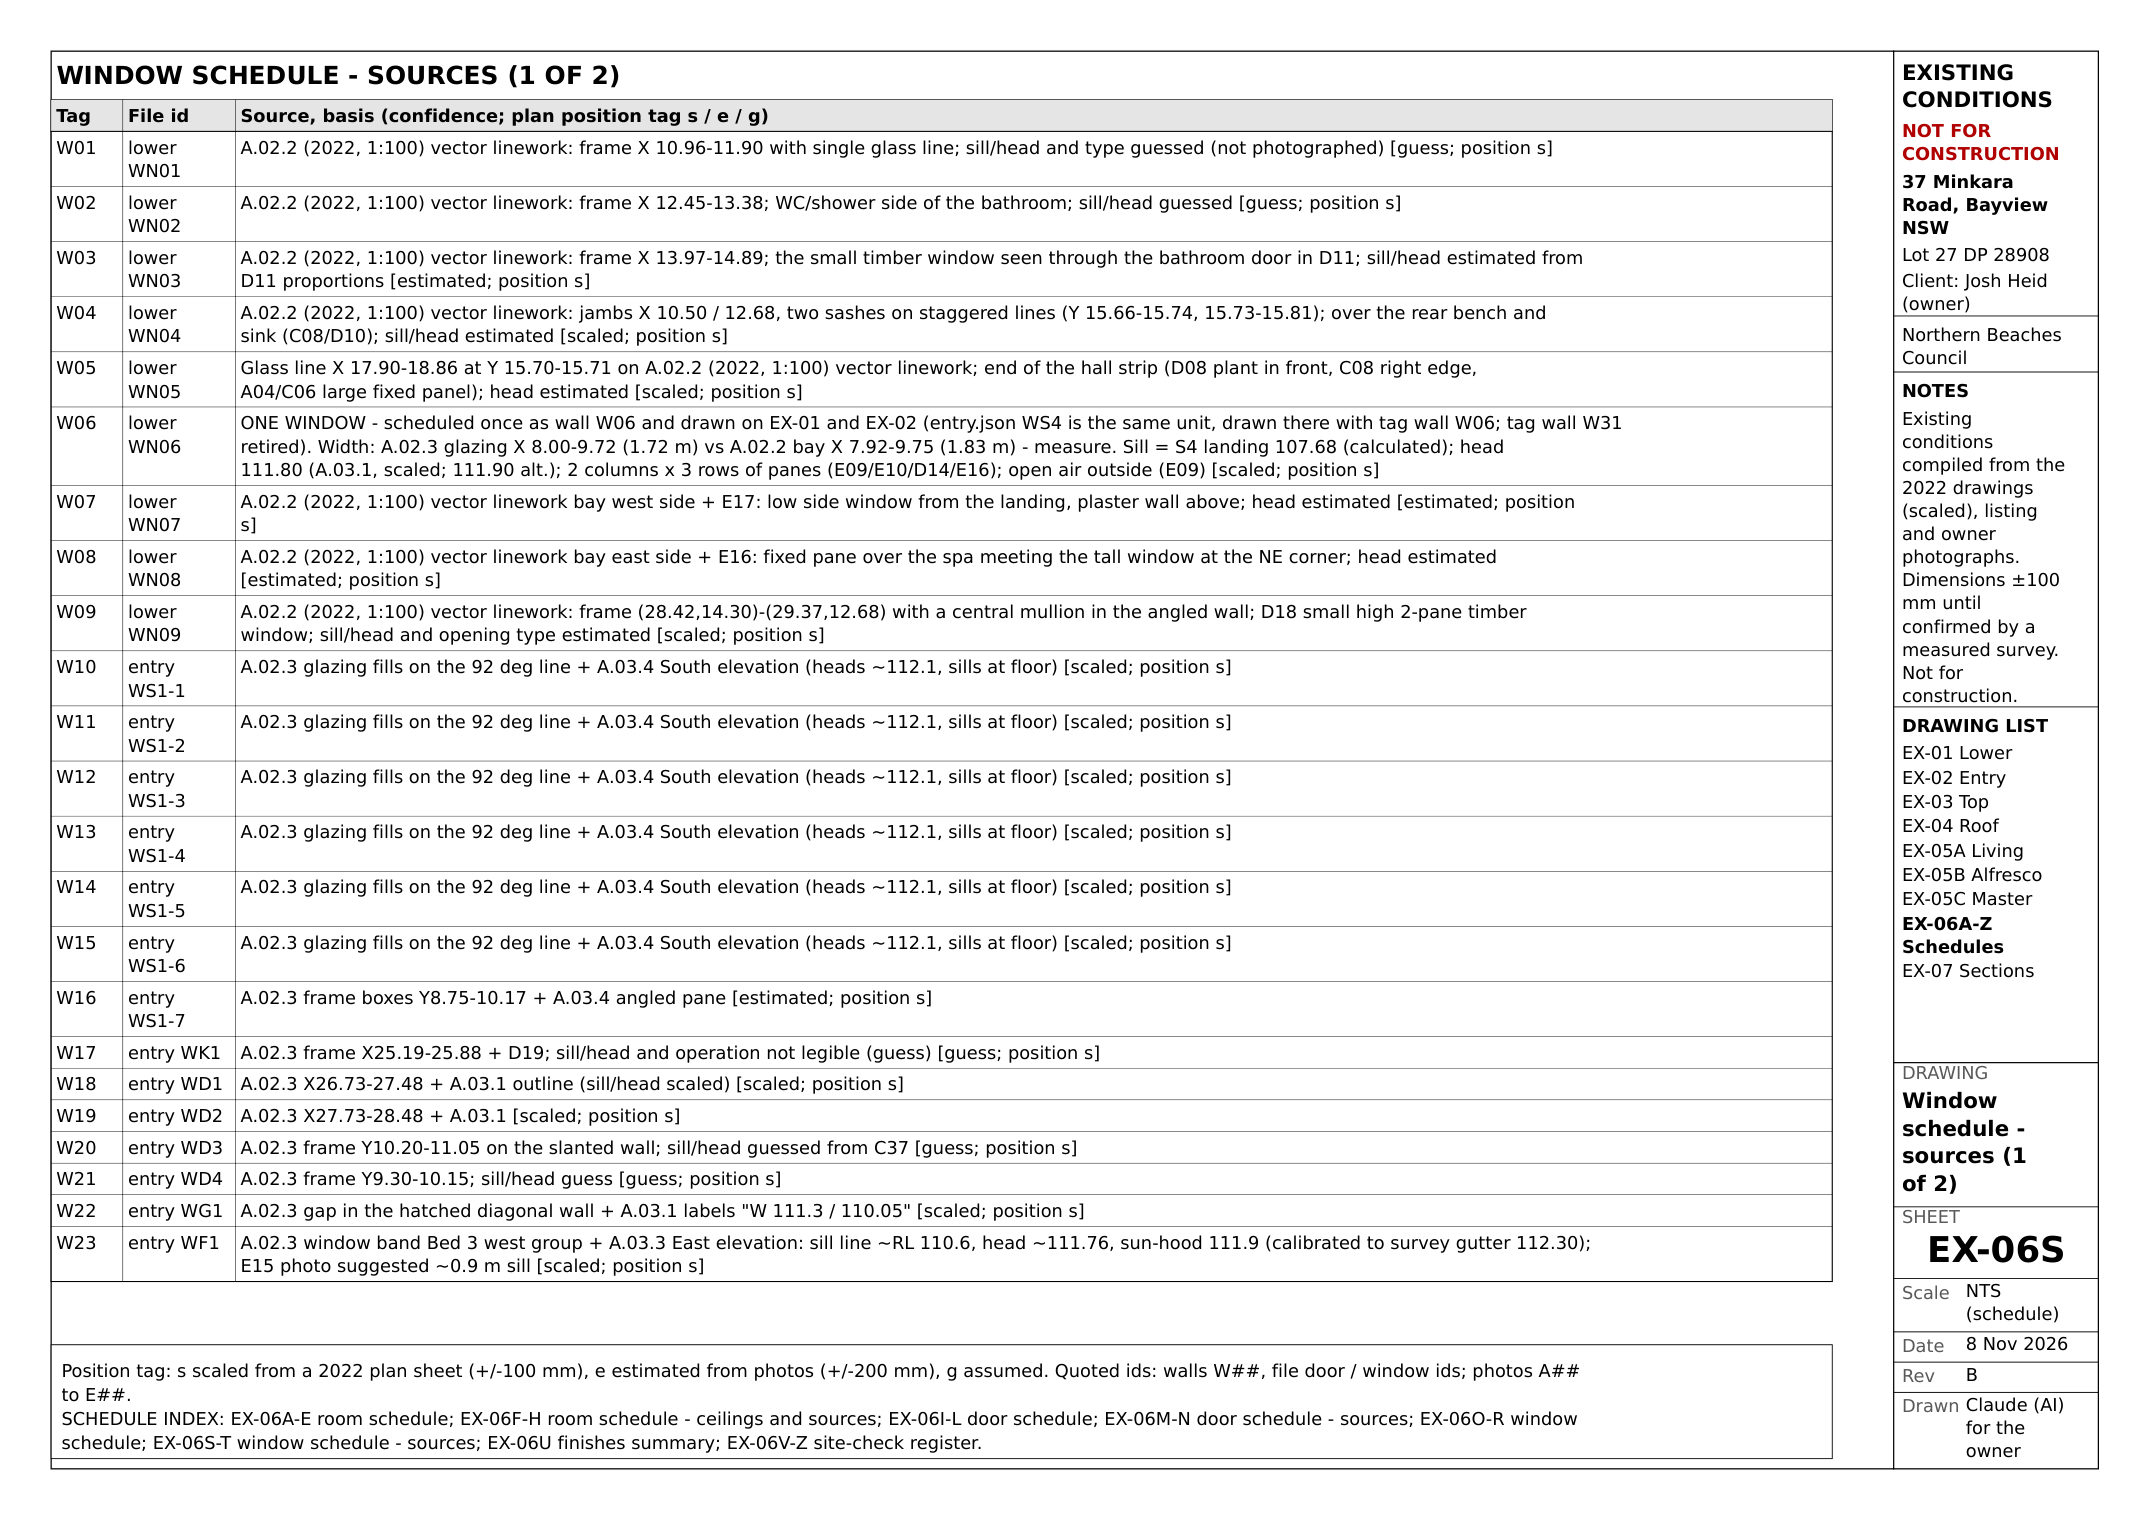 WINDOW SCHEDULE - SOURCES (1 OF 2)
Tag File id Source, basis (confidence; plan position tag s / e / g)
W01 lower A.02.2 (2022, 1:100) vector linework: frame X 10.96-11.90 with single glass line; sill/head and type guessed (not photographed) [guess; position s]
WN01
W02 lower A.02.2 (2022, 1:100) vector linework: frame X 12.45-13.38; WC/shower side of the bathroom; sill/head guessed [guess; position s]
WN02
W03 lower A.02.2 (2022, 1:100) vector linework: frame X 13.97-14.89; the small timber window seen through the bathroom door in D11; sill/head estimated from
WN03 D11 proportions [estimated; position s]
W04 lower A.02.2 (2022, 1:100) vector linework: jambs X 10.50 / 12.68, two sashes on staggered lines (Y 15.66-15.74, 15.73-15.81); over the rear bench and
WN04 sink (C08/D10); sill/head estimated [scaled; position s]
W05 lower Glass line X 17.90-18.86 at Y 15.70-15.71 on A.02.2 (2022, 1:100) vector linework; end of the hall strip (D08 plant in front, C08 right edge,
WN05 A04/C06 large fixed panel); head estimated [scaled; position s]
W06 lower ONE WINDOW - scheduled once as wall W06 and drawn on EX-01 and EX-02 (entry.json WS4 is the same unit, drawn there with tag wall W06; tag wall W31
WN06 retired). Width: A.02.3 glazing X 8.00-9.72 (1.72 m) vs A.02.2 bay X 7.92-9.75 (1.83 m) - measure. Sill = S4 landing 107.68 (calculated); head
111.80 (A.03.1, scaled; 111.90 alt.); 2 columns x 3 rows of panes (E09/E10/D14/E16); open air outside (E09) [scaled; position s]
W07 lower A.02.2 (2022, 1:100) vector linework bay west side + E17: low side window from the landing, plaster wall above; head estimated [estimated; position
WN07 s]
W08 lower A.02.2 (2022, 1:100) vector linework bay east side + E16: fixed pane over the spa meeting the tall window at the NE corner; head estimated
WN08 [estimated; position s]
W09 lower A.02.2 (2022, 1:100) vector linework: frame (28.42,14.30)-(29.37,12.68) with a central mullion in the angled wall; D18 small high 2-pane timber
WN09 window; sill/head and opening type estimated [scaled; position s]
W10 entry A.02.3 glazing fills on the 92 deg line + A.03.4 South elevation (heads ~112.1, sills at floor) [scaled; position s]
WS1-1
W11 entry A.02.3 glazing fills on the 92 deg line + A.03.4 South elevation (heads ~112.1, sills at floor) [scaled; position s]
WS1-2
W12 entry A.02.3 glazing fills on the 92 deg line + A.03.4 South elevation (heads ~112.1, sills at floor) [scaled; position s]
WS1-3
W13 entry A.02.3 glazing fills on the 92 deg line + A.03.4 South elevation (heads ~112.1, sills at floor) [scaled; position s]
WS1-4
W14 entry A.02.3 glazing fills on the 92 deg line + A.03.4 South elevation (heads ~112.1, sills at floor) [scaled; position s]
WS1-5
W15 entry A.02.3 glazing fills on the 92 deg line + A.03.4 South elevation (heads ~112.1, sills at floor) [scaled; position s]
WS1-6
W16 entry A.02.3 frame boxes Y8.75-10.17 + A.03.4 angled pane [estimated; position s]
WS1-7
W17 entry WK1 A.02.3 frame X25.19-25.88 + D19; sill/head and operation not legible (guess) [guess; position s]
W18 entry WD1 A.02.3 X26.73-27.48 + A.03.1 outline (sill/head scaled) [scaled; position s]
W19 entry WD2 A.02.3 X27.73-28.48 + A.03.1 [scaled; position s]
W20 entry WD3 A.02.3 frame Y10.20-11.05 on the slanted wall; sill/head guessed from C37 [guess; position s]
W21 entry WD4 A.02.3 frame Y9.30-10.15; sill/head guess [guess; position s]
W22 entry WG1 A.02.3 gap in the hatched diagonal wall + A.03.1 labels "W 111.3 / 110.05" [scaled; position s]
W23 entry WF1 A.02.3 window band Bed 3 west group + A.03.3 East elevation: sill line ~RL 110.6, head ~111.76, sun-hood 111.9 (calibrated to survey gutter 112.30);
E15 photo suggested ~0.9 m sill [scaled; position s]
Position tag: s scaled from a 2022 plan sheet (+/-100 mm), e estimated from photos (+/-200 mm), g assumed. Quoted ids: walls W##, file door / window ids; photos A##
to E##.
SCHEDULE INDEX: EX-06A-E room schedule; EX-06F-H room schedule - ceilings and sources; EX-06I-L door schedule; EX-06M-N door schedule - sources; EX-06O-R window
schedule; EX-06S-T window schedule - sources; EX-06U finishes summary; EX-06V-Z site-check register.
EXISTING
CONDITIONS
NOT FOR
CONSTRUCTION
37 Minkara
Road, Bayview
NSW
Lot 27 DP 28908
Client: Josh Heid
(owner)
Northern Beaches
Council
NOTES
Existing
conditions
compiled from the
2022 drawings
(scaled), listing
and owner
photographs.
Dimensions ±100
mm until
confirmed by a
measured survey.
Not for
construction.
DRAWING LIST
EX-01 Lower
EX-02 Entry
EX-03 Top
EX-04 Roof
EX-05A Living
EX-05B Alfresco
EX-05C Master
EX-06A-Z
Schedules
EX-07 Sections
DRAWING
Window
schedule -
sources (1
of 2)
SHEET
EX-06S
Scale NTS
(schedule)
Date 8 Nov 2026
Rev B
Drawn Claude (AI)
for the
owner